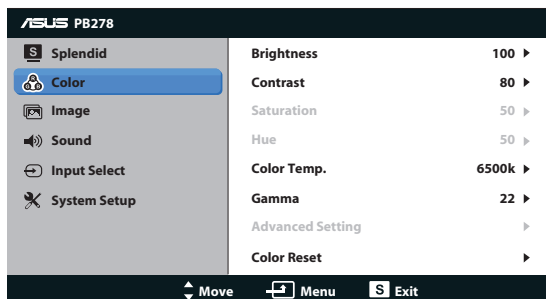 ASUS PB278
S Splendid
Color
Image
Sound
Input Select
System Setup
Brightness 100
Contrast 80
Saturation 50
Hue 50
Color Temp. 6500k
Gamma 22
Advanced Setting
Color Reset
Move Menu S Exit